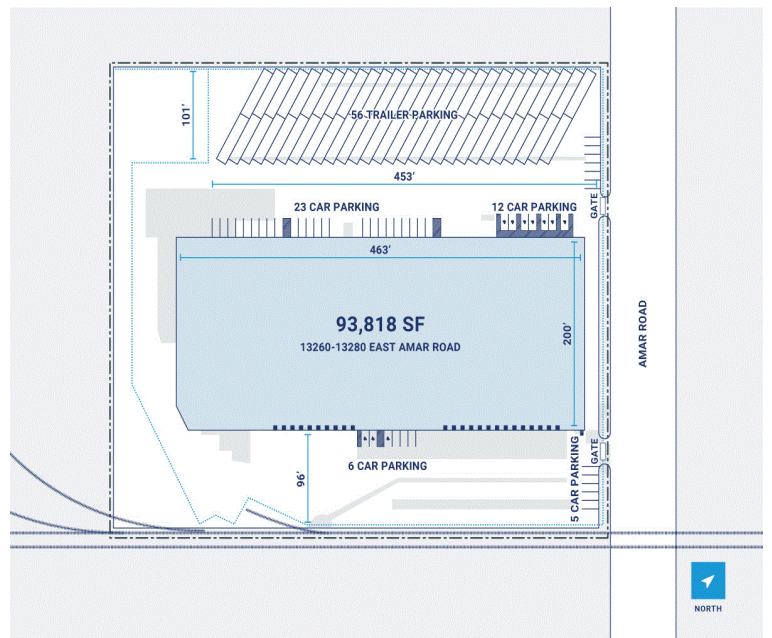 101'
56 TRAILER PARKING
453'
GATE
23 CAR PARKING
12 CAR PARKING
463'
93,818 SF
13260-13280 EAST AMAR ROAD
200'
AMAR ROAD
96'
6 CAR PARKING
5 CAR PARKING
GATE
NORTH